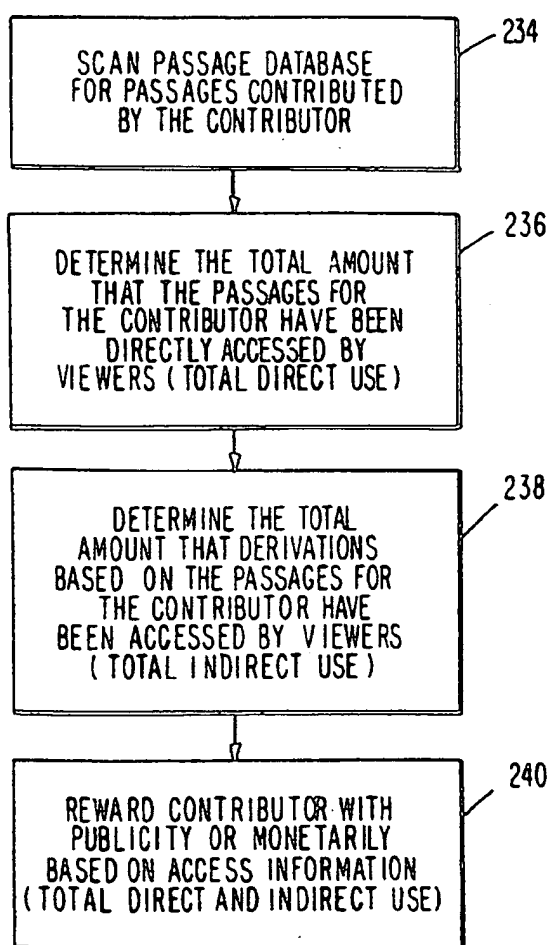 234
SCAN PASSAGE DATABASE
FOR PASSAGES CONTRIBUTED
BY THE CONTRIBUTOR
236
DETERMINE THE TOTAL AMOUNT
THAT THE PASSAGES FOR
THE CONTRIBUTOR HAVE BEEN
DIRECTLY ACCESSED BY
VIEWERS (TOTAL DIRECT USE)
238
DETERMINE THE TOTAL
AMOUNT THAT DERIVATIONS
BASED ON THE PASSAGES FOR
THE CONTRIBUTOR HAVE
BEEN ACCESSED BY VIEWERS
(TOTAL INDIRECT USE)
240
REWARD CONTRIBUTOR WITH
PUBLICITY OR MONETARILY
BASED ON ACCESS INFORMATION
(TOTAL DIRECT AND INDIRECT USE)